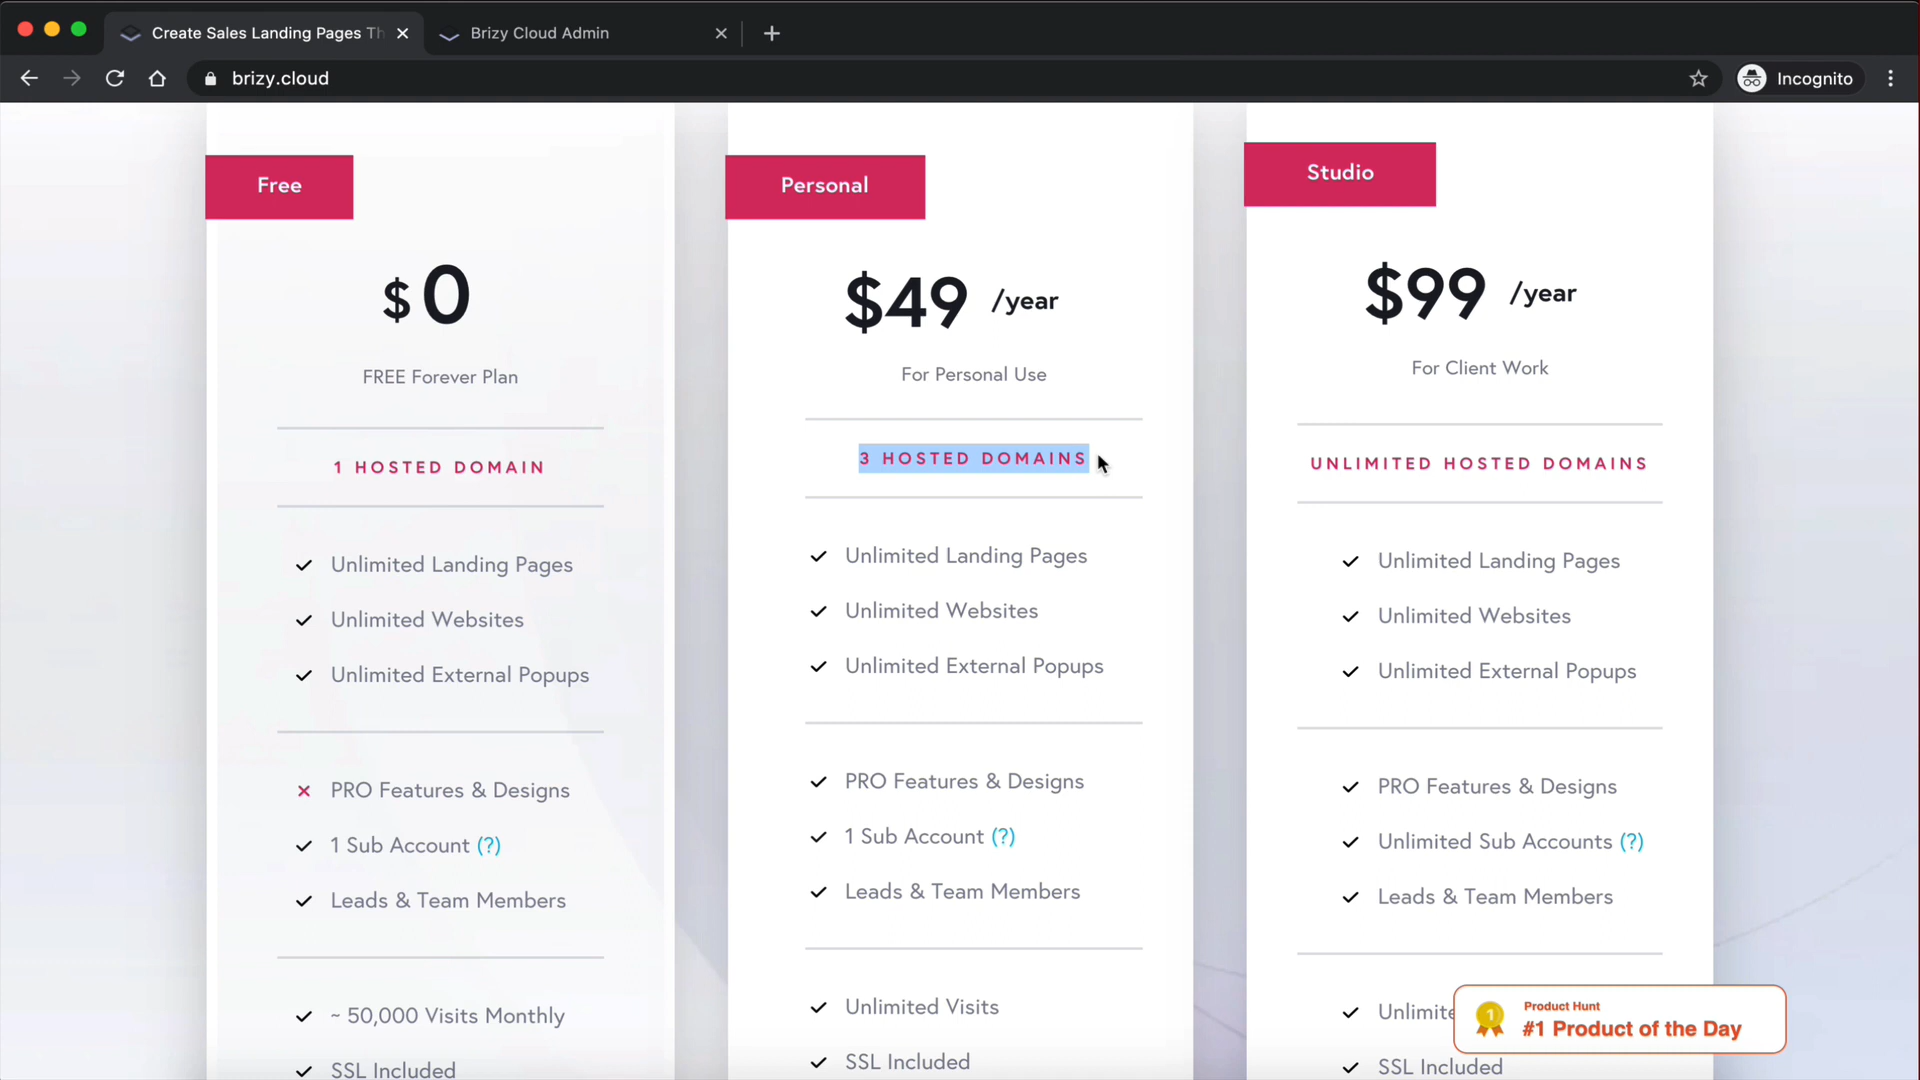 Create Sales Landing Pages Th
Brizy Cloud Admin
brizy.cloud
Incognito
Free
$ 0
FREE Forever Plan
1 HOSTED DOMAIN
Unlimited Landing Pages
Unlimited Websites
Unlimited External Popups
PRO Features & Designs
1 Sub Account (?)
Leads & Team Members
~ 50,000 Visits Monthly
SSL Included
Personal
$49 /year
For Personal Use
3 HOSTED DOMAINS
Unlimited Landing Pages
Unlimited Websites
Unlimited External Popups
PRO Features & Designs
1 Sub Account (?)
Leads & Team Members
Unlimited Visits
SSL Included
Studio
$99 /year
For Client Work
UNLIMITED HOSTED DOMAINS
Unlimited Landing Pages
Unlimited Websites
Unlimited External Popups
PRO Features & Designs
Unlimited Sub Accounts (?)
Leads & Team Members
Unlimite
SSL Included
1
Product Hunt
#1 Product of the Day